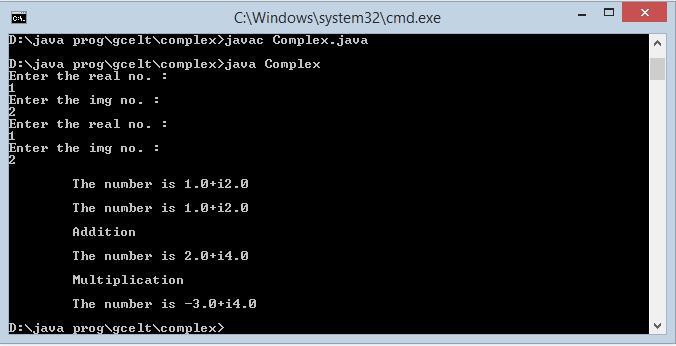 C:\Windows\system32\cmd.exe
D:\java prog\gcelt\complex>javac Complex.java
D:\java prog\gcelt\complex>java Complex
Enter the real no. :
1
Enter the img no. :
2
Enter the real no. :
1
Enter the img no. :
2
The number is 1.0+i2.0
The number is 1.0+i2.0
Addition
The number is 2.0+i4.0
Multiplication
The number is -3.0+i4.0
D:\java prog\gcelt\complex>